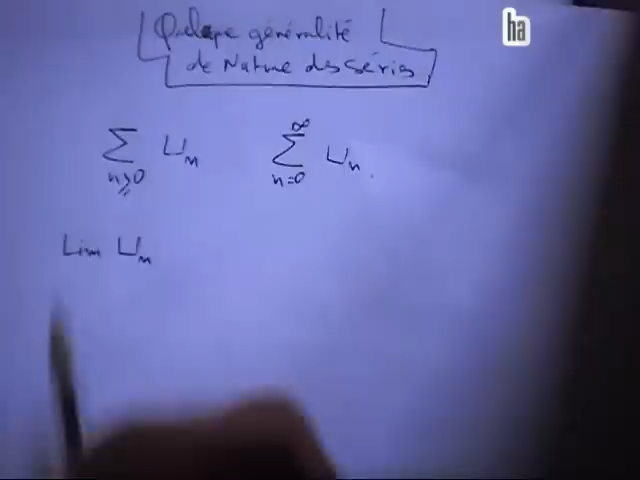 ha
Quelque généralité
de Nature des séries
∑ n≥0 Un ∑ n=0 ∞ Un.
Lim Un